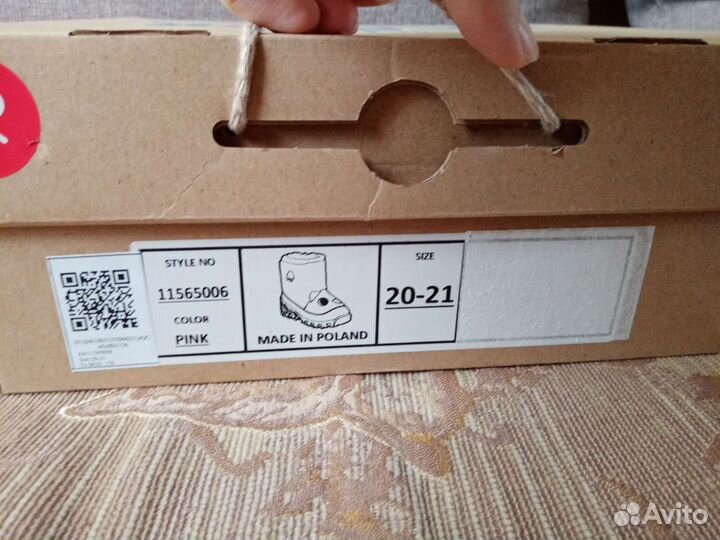 STYLE NO
11565006
COLOR
PINK
MADE IN POLAND
SIZE
20-21
Avito